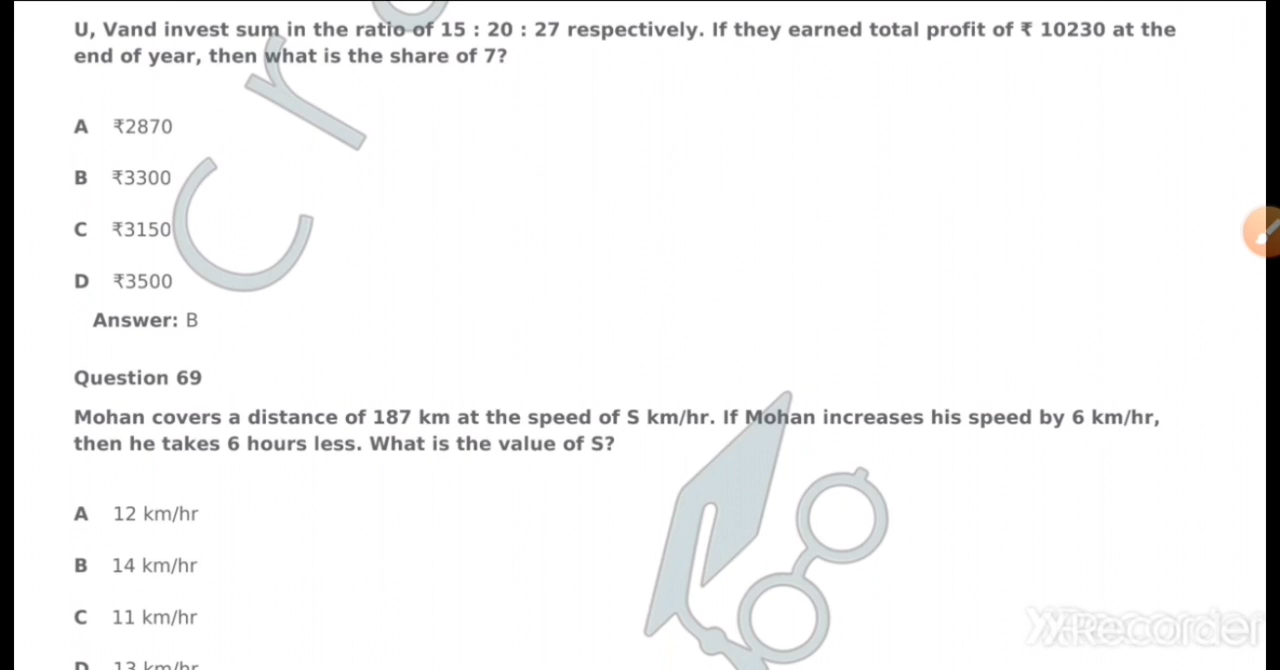 U, Vand invest sum in the ratio of 15 : 20 : 27 respectively. If they earned total profit of ₹ 10230 at the
end of year, then what is the share of 7?
A ₹2870
B ₹3300
C ₹3150
D ₹3500
Answer: B
Question 69
Mohan covers a distance of 187 km at the speed of S km/hr. If Mohan increases his speed by 6 km/hr,
then he takes 6 hours less. What is the value of S?
A 12 km/hr
B 14 km/hr
C 11 km/hr
D 13 km/hr
XRecorder